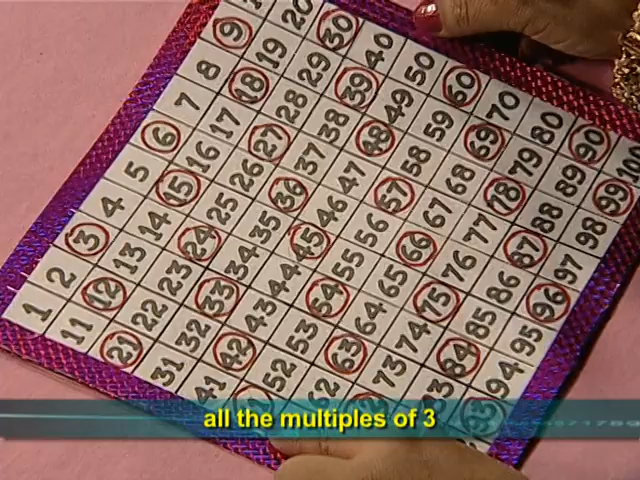 1 2 3 4 5 6 7 8 9
11 12 13 14 15 16 17 18 19 20
21 22 23 24 25 26 27 28 29 30
31 32 33 34 35 36 37 38 39 40
41 42 43 44 45 46 47 48 49 50
52 53 54 55 56 57 58 59 60
62 63 64 65 66 67 68 69 70
73 74 75 76 77 78 79 80
83 84 85 86 87 88 89 90
93 94 95 96 97 98 99 100
all the multiples of 3